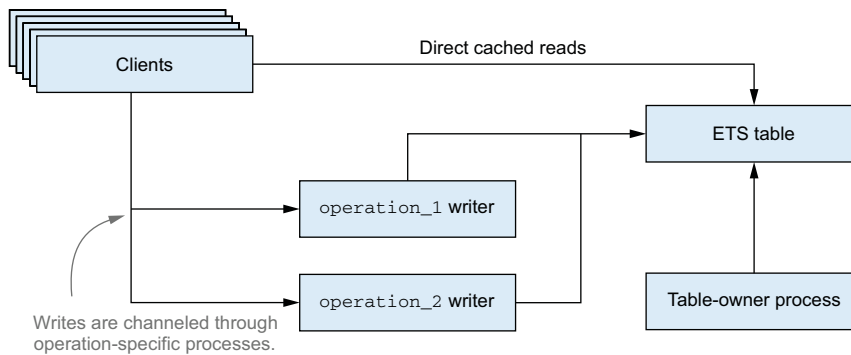 Direct cached reads
Clients
ETS table
operation_1 writer
operation_2 writer
Table-owner process
Writes are channeled through
operation-specific processes.